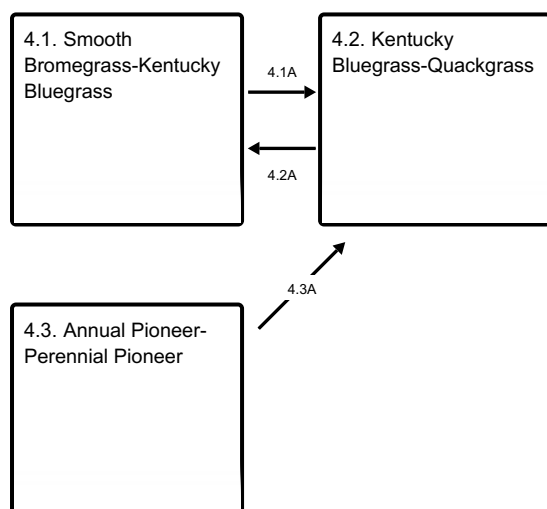 4.1. Smooth
Bromegrass-Kentucky
Bluegrass
4.1A
4.2. Kentucky
Bluegrass-Quackgrass
4.2A
4.3A
4.3. Annual Pioneer-
Perennial Pioneer